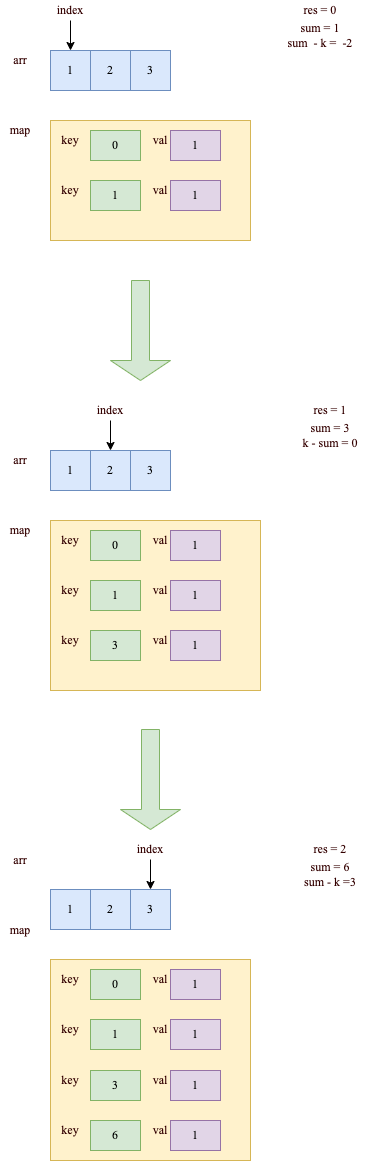 index
res = 0
sum = 1
sum - k = -2
arr
1 2 3
map
key 0 val 1
key 1 val 1
index
res = 1
sum = 3
k - sum = 0
arr
1 2 3
map
key 0 val 1
key 1 val 1
key 3 val 1
index
res = 2
arr
sum = 6
sum - k =3
1 2 3
map
key 0 val 1
key 1 val 1
key 3 val 1
key 6 val 1